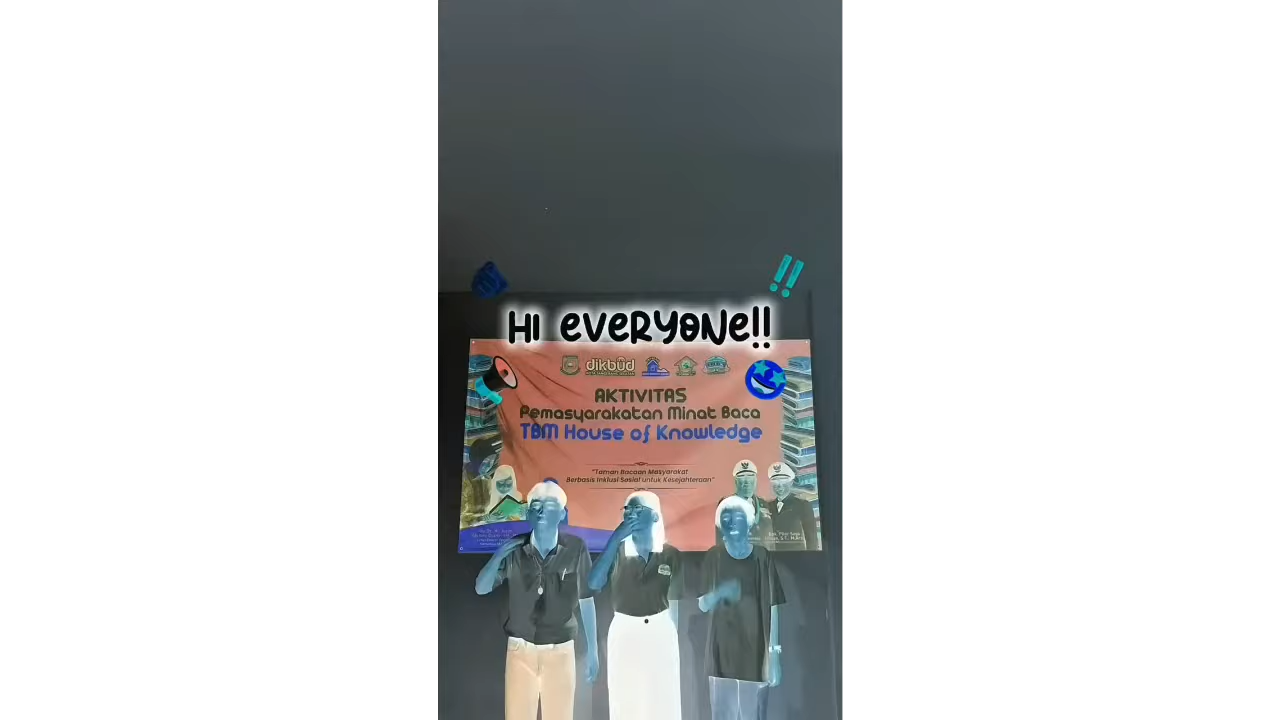 HI EVERYONE!!
dikbud
AKTIVITAS
Pemasyarakatan Minat Baca
TBM House of Knowledge
"Taman Bacaan Masyarakat
Berbasis Inklusi Sosial untuk Kesejahteraan"